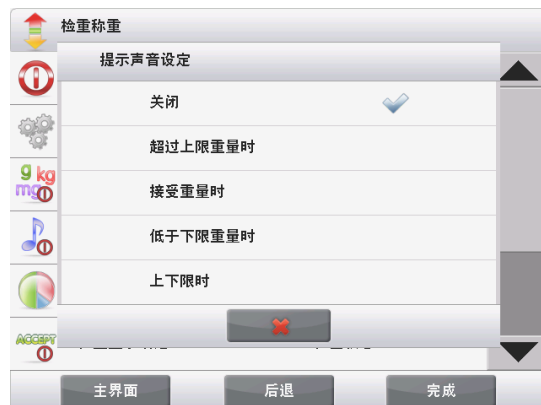 检重称重
提示声音设定
关闭
超过上限重量时
接受重量时
低于下限重量时
上下限时
g kg
mg
ACCEPT
主界面
后退
完成